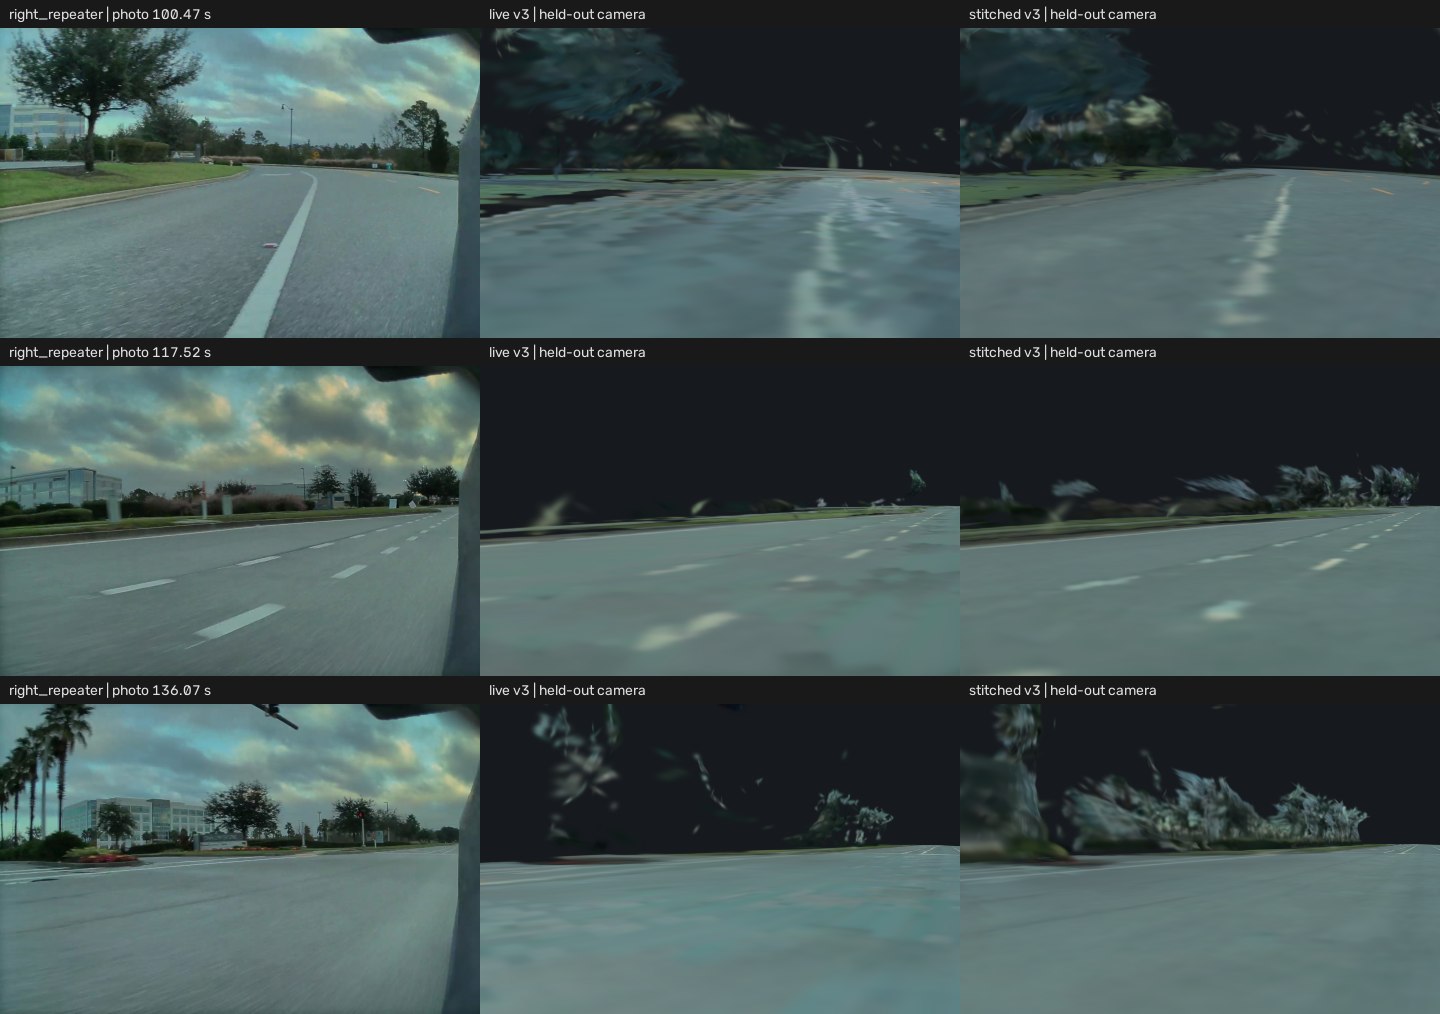 right_repeater | photo 100.47 s
live v3 | held-out camera
stitched v3 | held-out camera
right_repeater | photo 117.52 s
live v3 | held-out camera
stitched v3 | held-out camera
right_repeater | photo 136.07 s
live v3 | held-out camera
stitched v3 | held-out camera